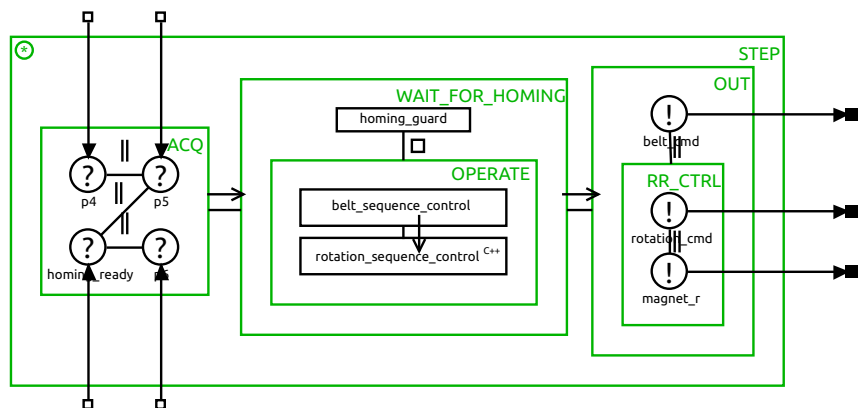 *
STEP
OUT
WAIT_FOR_HOMING
belt_cmd
homing_guard
ACQ
||
?
?
p4
p5
||
OPERATE
RR_CTRL
belt_sequence_control
rotation_cmd
||
?
?
homing_ready
rotation_sequence_control C++
!
!
!
||
||
magnet_r